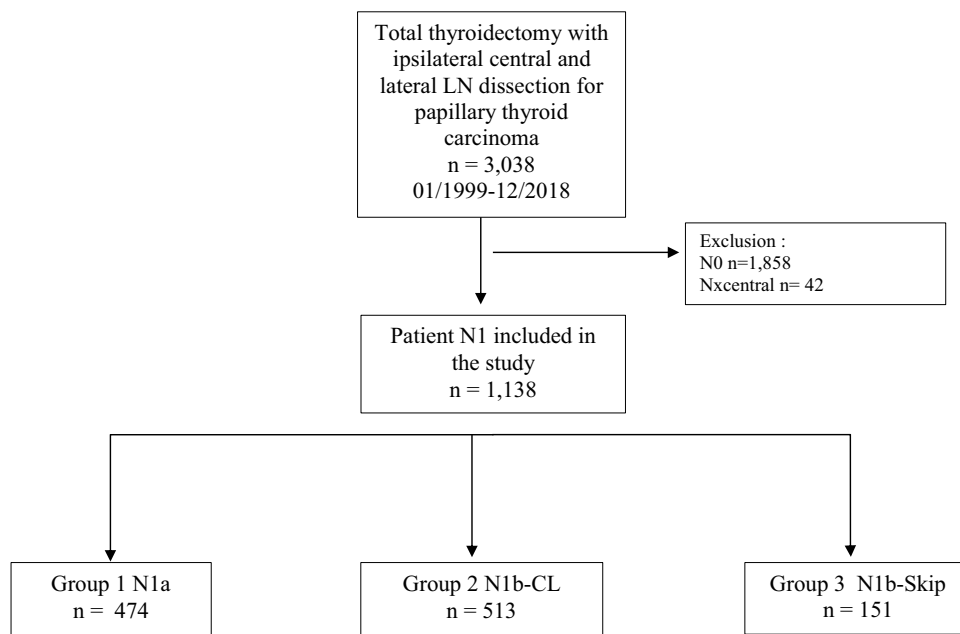 Total thyroidectomy with
ipsilateral central and
lateral LN dissection for
papillary thyroid
carcinoma
n = 3,038
01/1999-12/2018
Exclusion :
N0 n=1,858
Nxcentral n= 42
Patient N1 included in
the study
n = 1,138
Group 1 N1a
n = 474
Group 2 N1b-CL
n = 513
Group 3 N1b-Skip
n = 151